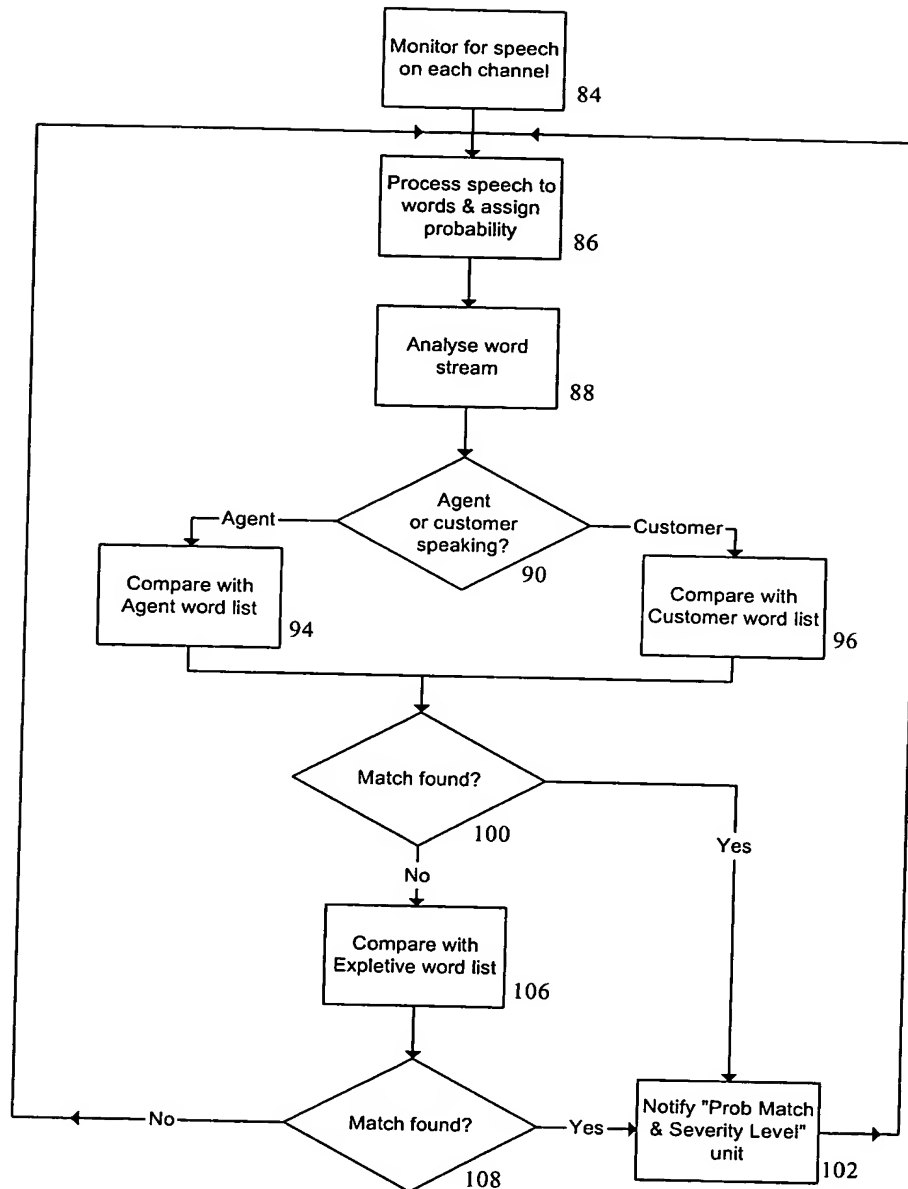 Monitor for speech
on each channel
84
Process speech to
words & assign
probability
86
Analyse word
stream
88
Agent
or customer
speaking?
90
Agent
Customer
Compare with
Agent word list
94
Compare with
Customer word list
96
Match found?
100
Yes
No
Compare with
Expletive word list
106
Match found?
108
No
Yes
Notify "Prob Match
& Severity Level"
unit
102